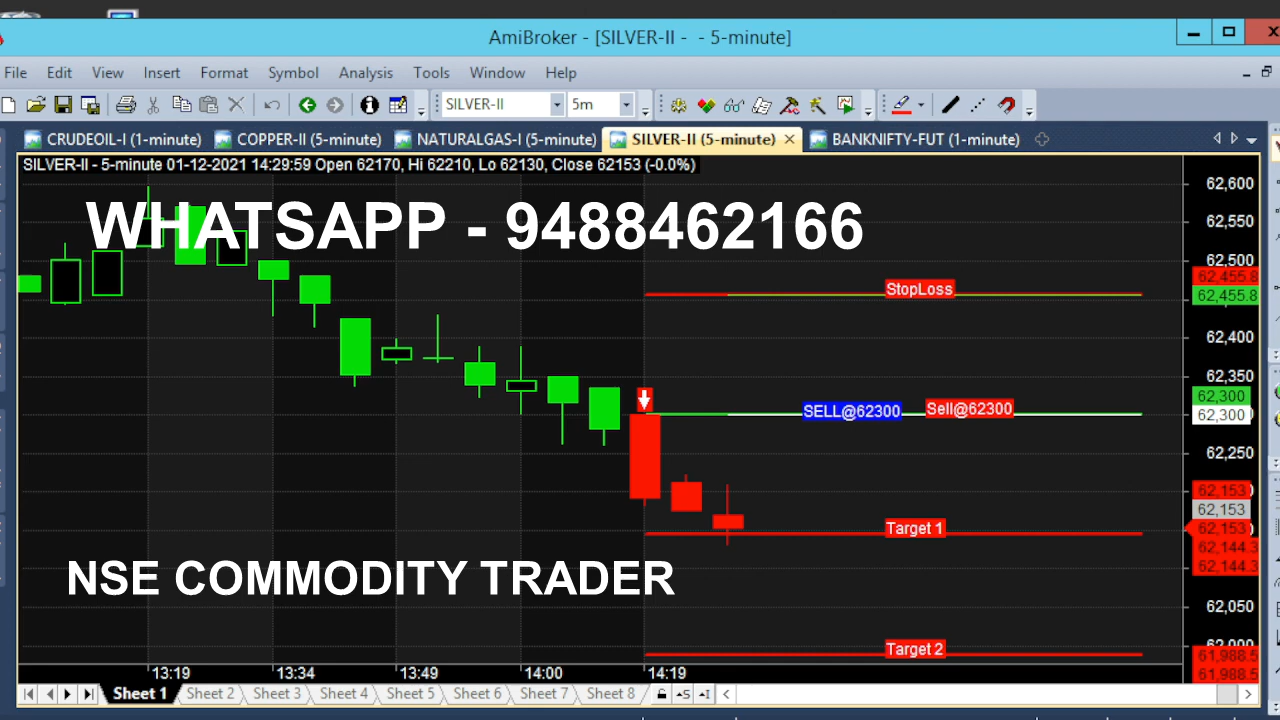 AmiBroker - [SILVER-II - - 5-minute]
File Edit View Insert Format Symbol Analysis Tools Window Help
SILVER-II 5m
CRUDEOIL-I (1-minute) COPPER-II (5-minute) NATURALGAS-I (5-minute) SILVER-II (5-minute) BANKNIFTY-FUT (1-minute)
SILVER-II - 5-minute 01-12-2021 14:29:59 Open 62170, Hi 62210, Lo 62130, Close 62153 (-0.0%)
62,600
WHATSAPP - 9488462166
62,550
62,500
62,455.8
StopLoss
62,455.8
62,400
62,350
62,300
SELL@62300 Sell@62300
62,300
62,250
62,153
62,153
Target 1
62,153
62,144.3
62,144.3
NSE COMMODITY TRADER
62,050
62,000
Target 2
61,988.5
61,988.5
13:19 13:34 13:49 14:00 14:19
Sheet 1 Sheet 2 Sheet 3 Sheet 4 Sheet 5 Sheet 6 Sheet 7 Sheet 8